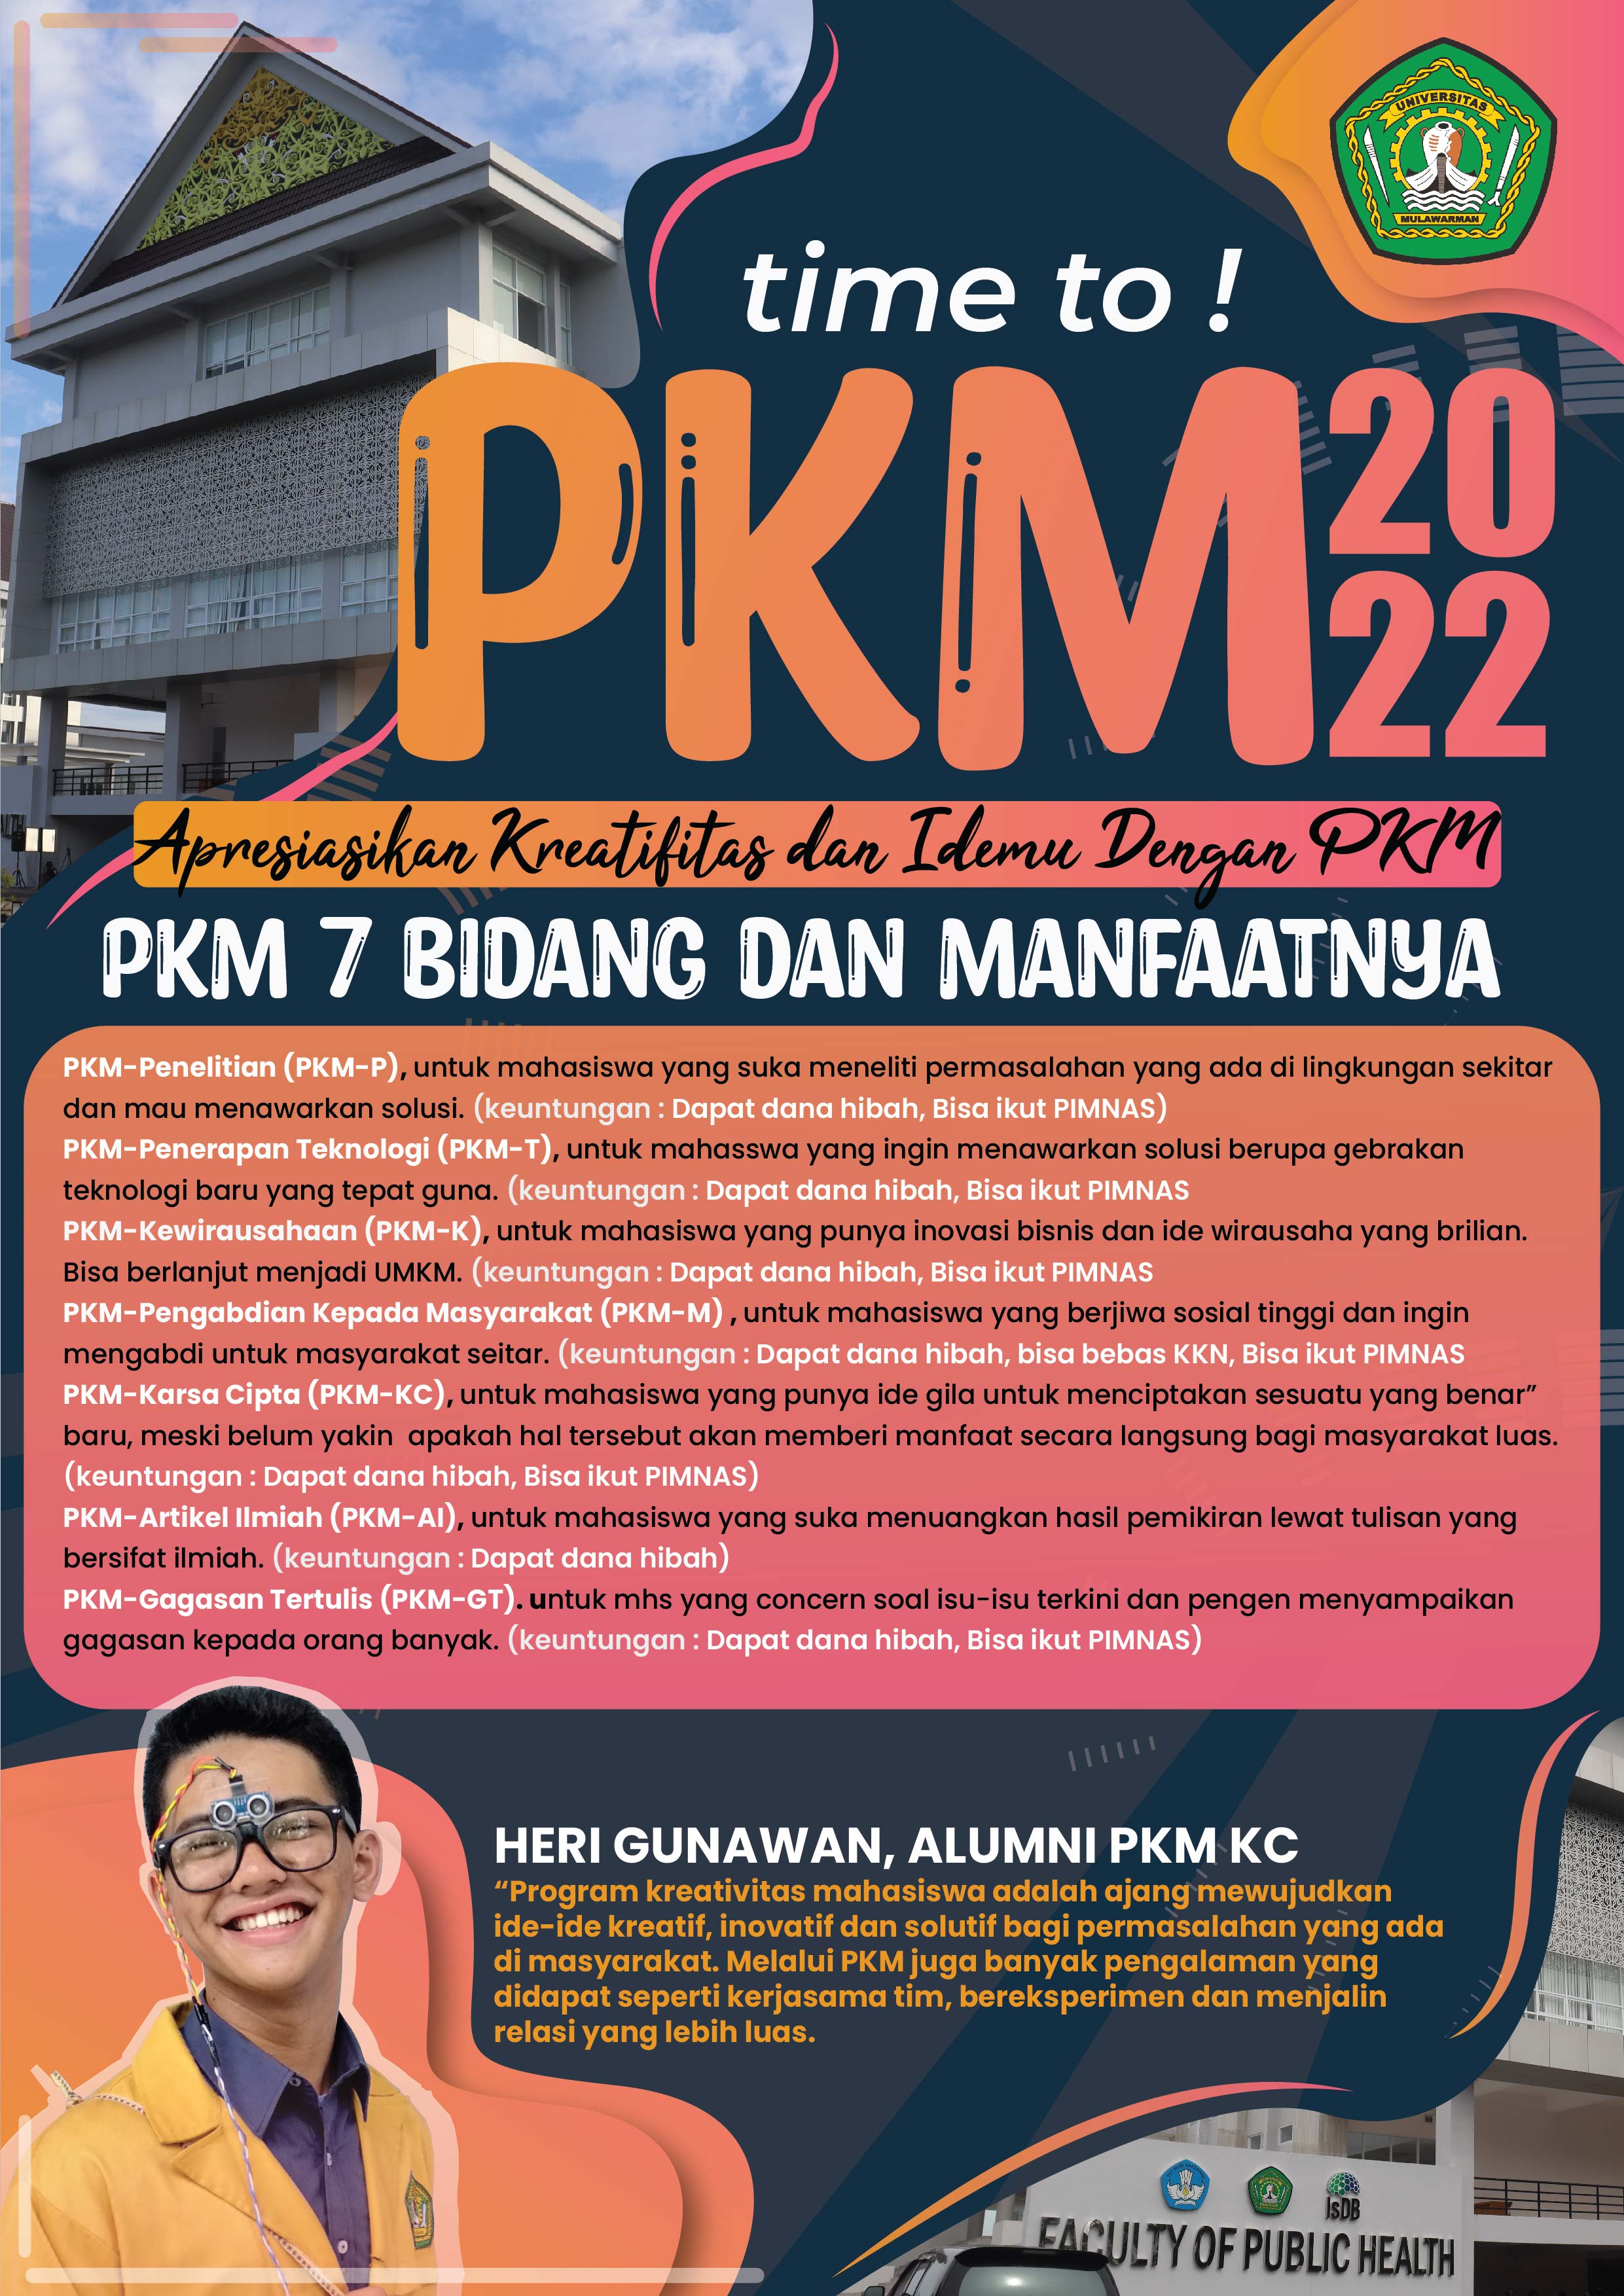 UNIVERSITAS
MULAWARMAN
time to !
PKM 20
22
Apresiasikan Kreatifitas dan Idemu Dengan PKM
PKM 7 BIDANG DAN MANFAATNYA
PKM-Penelitian (PKM-P), untuk mahasiswa yang suka meneliti permasalahan yang ada di lingkungan sekitar
dan mau menawarkan solusi. (keuntungan : Dapat dana hibah, Bisa ikut PIMNAS)
PKM-Penerapan Teknologi (PKM-T), untuk mahasswa yang ingin menawarkan solusi berupa gebrakan
teknologi baru yang tepat guna. (keuntungan : Dapat dana hibah, Bisa ikut PIMNAS
PKM-Kewirausahaan (PKM-K), untuk mahasiswa yang punya inovasi bisnis dan ide wirausaha yang brilian.
Bisa berlanjut menjadi UMKM. (keuntungan : Dapat dana hibah, Bisa ikut PIMNAS
PKM-Pengabdian Kepada Masyarakat (PKM-M) , untuk mahasiswa yang berjiwa sosial tinggi dan ingin
mengabdi untuk masyarakat seitar. (keuntungan : Dapat dana hibah, bisa bebas KKN, Bisa ikut PIMNAS
PKM-Karsa Cipta (PKM-KC), untuk mahasiswa yang punya ide gila untuk menciptakan sesuatu yang benar”
baru, meski belum yakin  apakah hal tersebut akan memberi manfaat secara langsung bagi masyarakat luas.
(keuntungan : Dapat dana hibah, Bisa ikut PIMNAS)
PKM-Artikel Ilmiah (PKM-AI), untuk mahasiswa yang suka menuangkan hasil pemikiran lewat tulisan yang
bersifat ilmiah. (keuntungan : Dapat dana hibah)
PKM-Gagasan Tertulis (PKM-GT). untuk mhs yang concern soal isu-isu terkini dan pengen menyampaikan
gagasan kepada orang banyak. (keuntungan : Dapat dana hibah, Bisa ikut PIMNAS)
HERI GUNAWAN, ALUMNI PKM KC
“Program kreativitas mahasiswa adalah ajang mewujudkan
ide-ide kreatif, inovatif dan solutif bagi permasalahan yang ada
di masyarakat. Melalui PKM juga banyak pengalaman yang
didapat seperti kerjasama tim, bereksperimen dan menjalin
relasi yang lebih luas.
IsDB
FACULTY OF PUBLIC HEALTH